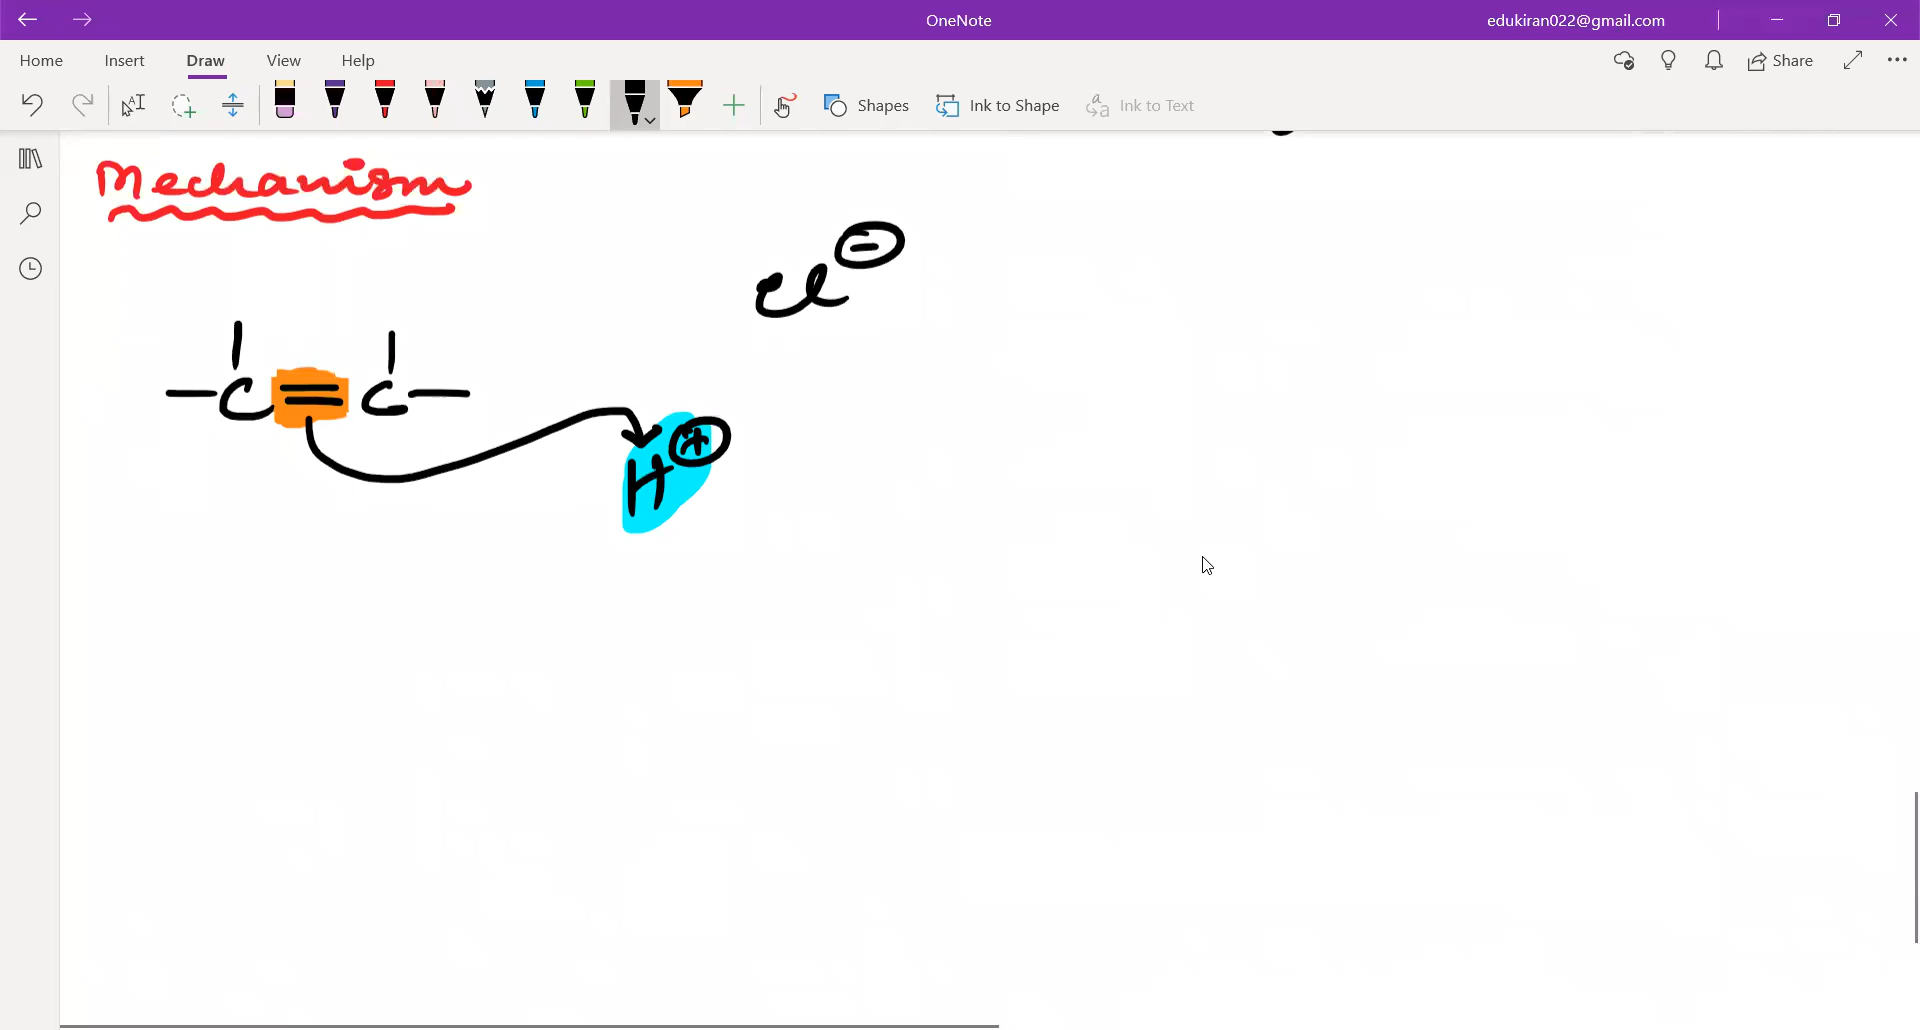 OneNote
edukiran022@gmail.com
Home Insert Draw View Help
Share
Shapes Ink to Shape Ink to Text
Mechanism
Cl⊖
—C=C—
H⊕